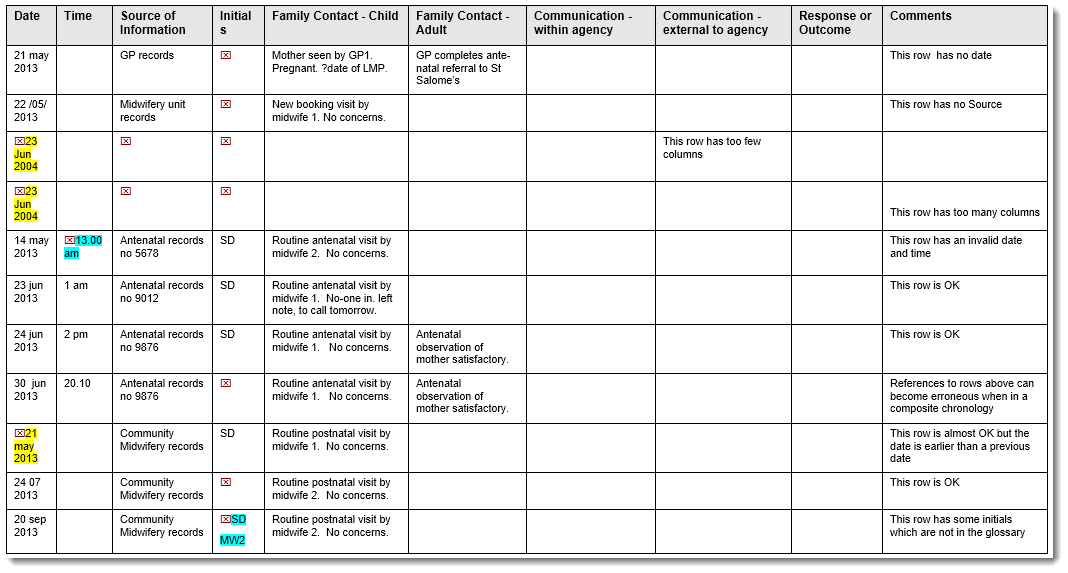 Date Time Source of Information Initials Family Contact - Child Family Contact - Adult Communication - within agency Communication - external to agency Response or Outcome Comments
21 may 2013 GP records ☒ Mother seen by GP1. Pregnant. ?date of LMP. GP completes ante-natal referral to St Salome's This row has no date
22 /05/ 2013 Midwifery unit records ☒ New booking visit by midwife 1. No concerns. This row has no Source
☒23 Jun 2004 ☒ ☒ This row has too few columns
☒23 Jun 2004 ☒ ☒ This row has too many columns
14 may 2013 ☒13.00 am Antenatal records no 5678 SD Routine antenatal visit by midwife 2. No concerns. This row has an invalid date and time
23 jun 2013 1 am Antenatal records no 9012 SD Routine antenatal visit by midwife 1. No-one in. left note, to call tomorrow. This row is OK
24 jun 2013 2 pm Antenatal records no 9876 SD Routine antenatal visit by midwife 1. No concerns. Antenatal observation of mother satisfactory. This row is OK
30 jun 2013 20.10 Antenatal records no 9876 ☒ Routine antenatal visit by midwife 1. No concerns. Antenatal observation of mother satisfactory. References to rows above can become erroneous when in a composite chronology
☒21 may 2013 Community Midwifery records SD Routine postnatal visit by midwife 1. No concerns. This row is almost OK but the date is earlier than a previous date
24 07 2013 Community Midwifery records ☒ Routine postnatal visit by midwife 2. No concerns. This row is OK
20 sep 2013 Community Midwifery records ☒SD MW2 Routine postnatal visit by midwife 2. No concerns. This row has some initials which are not in the glossary